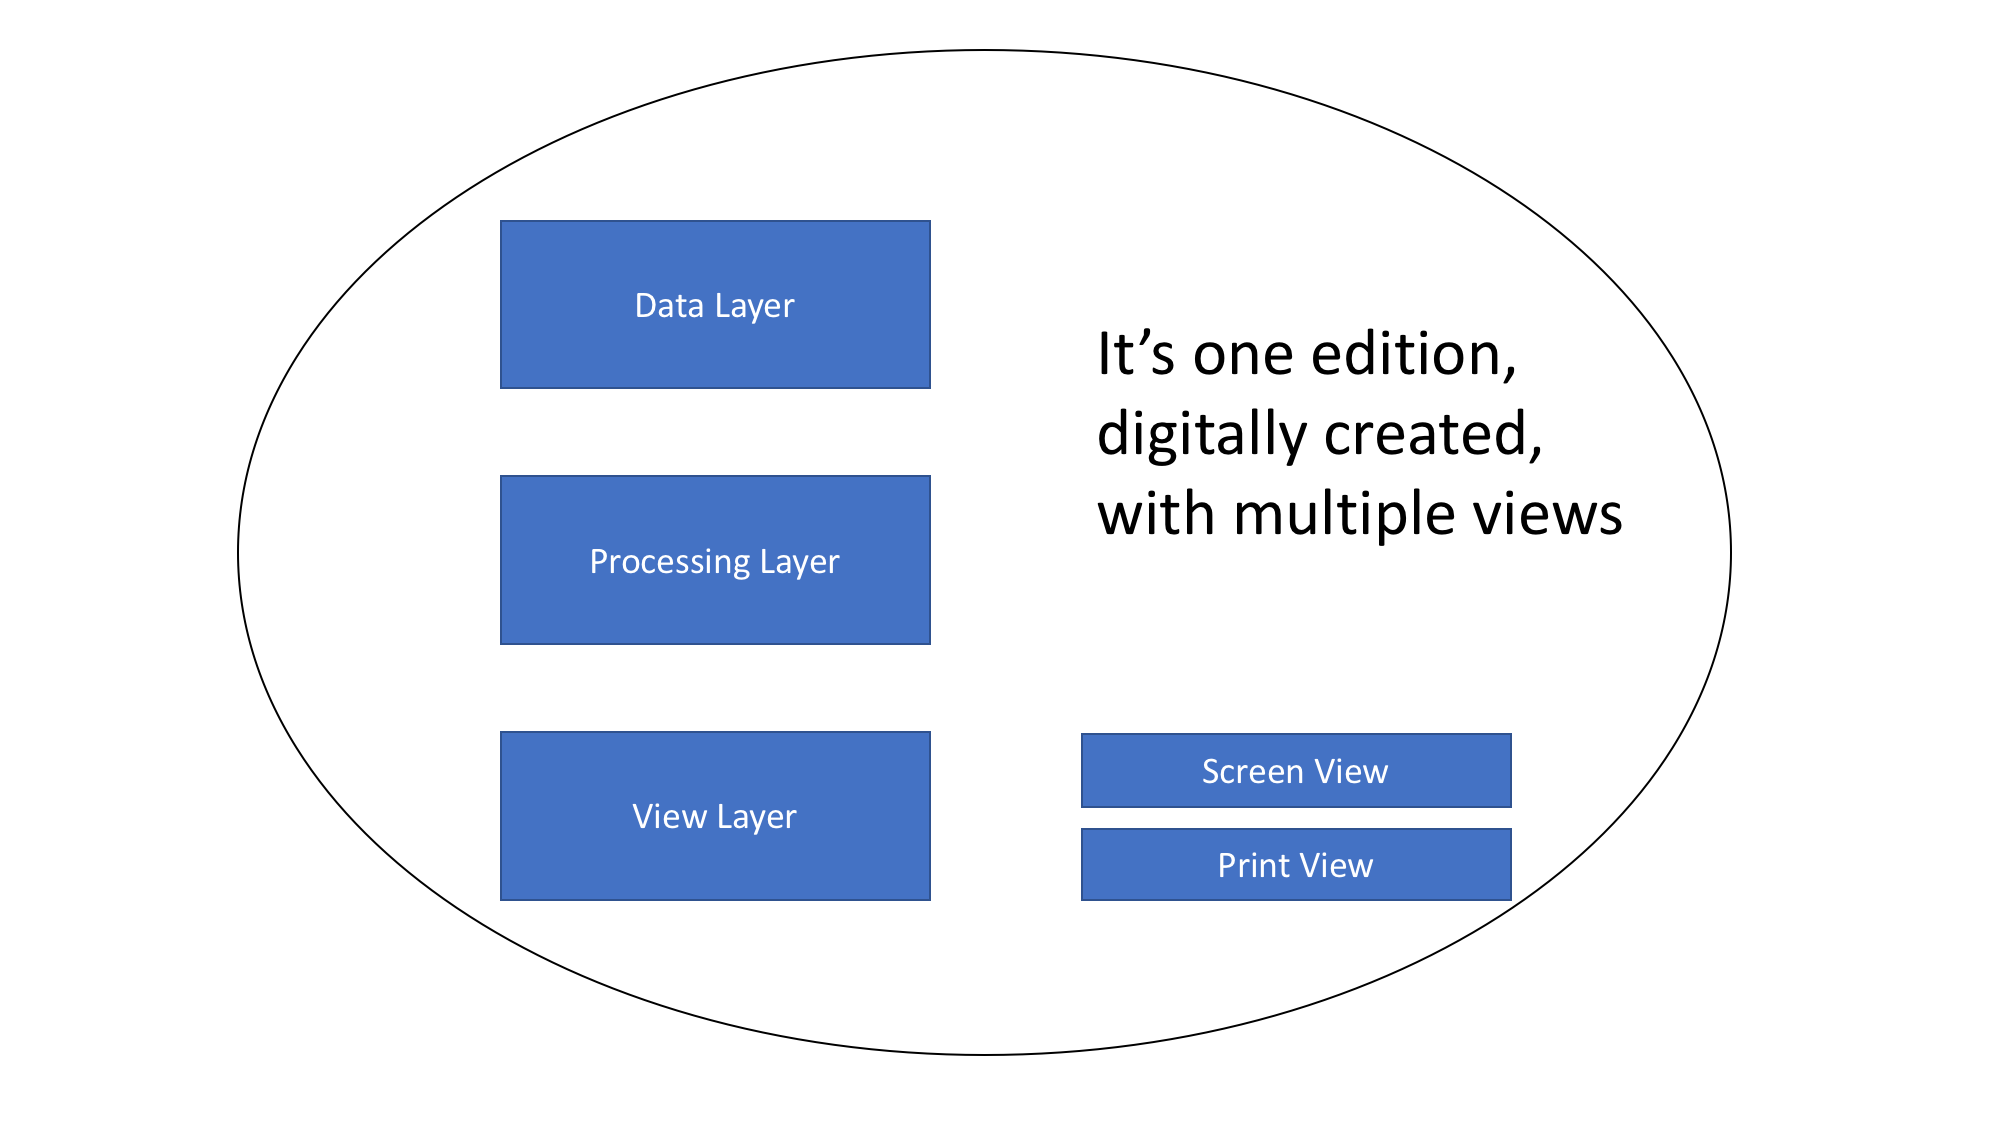 Data Layer
It’s one edition,
digitally created,
with multiple views
Processing Layer
View Layer
Screen View
Print View